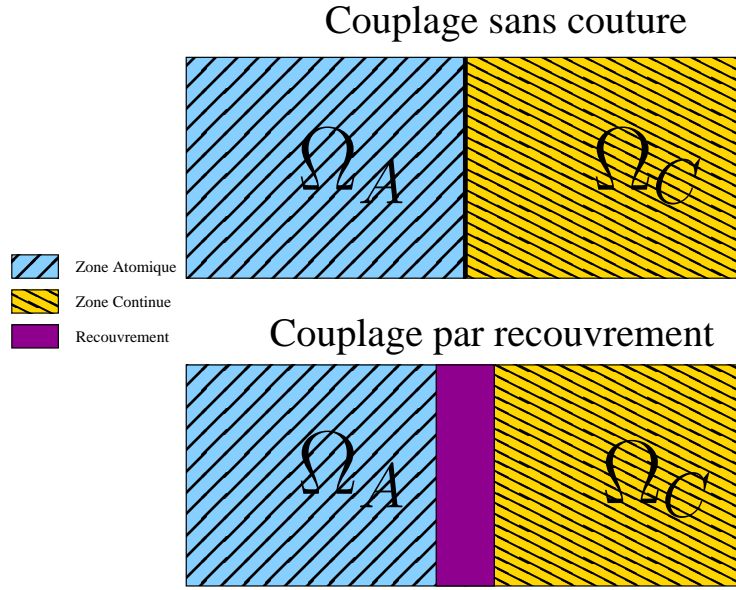 Couplage sans couture
Ω_A Ω_C
Zone Atomique
Zone Continue
Recouvrement
Couplage par recouvrement
Ω_A Ω_C